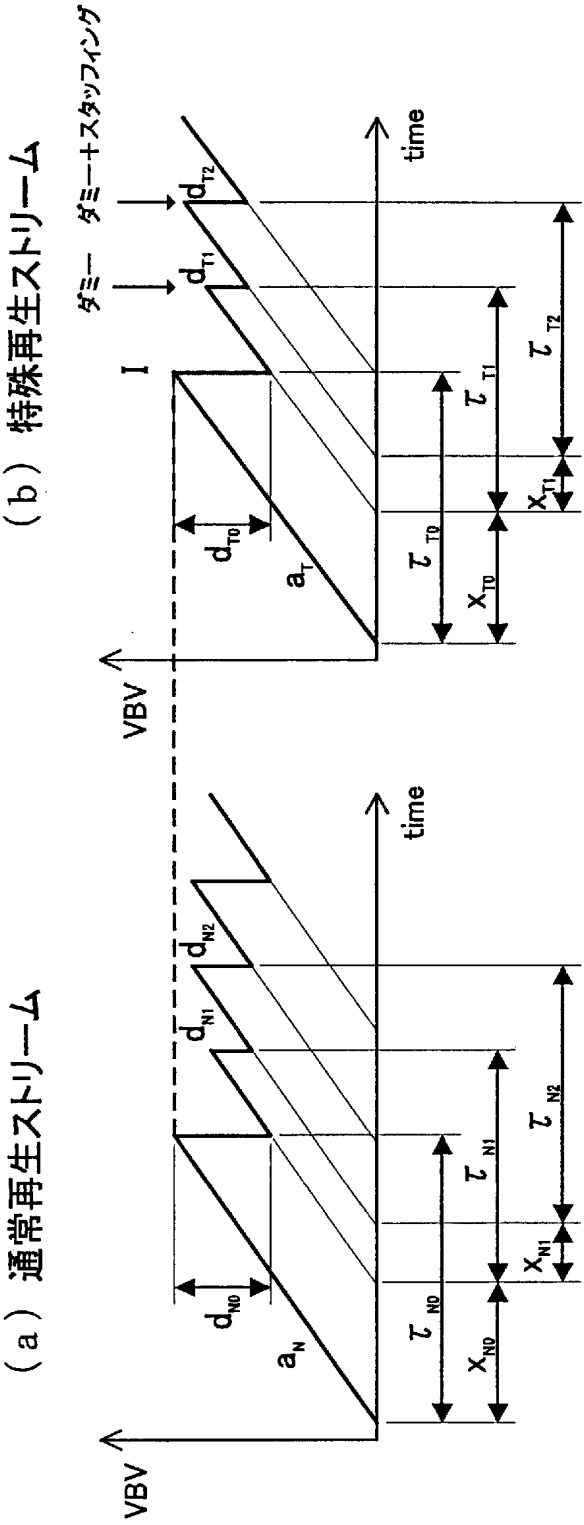 (a) 通常再生ストリーム
VBV
a_N
d_N0
d_N1
d_N2
time
τ_N0
τ_N1
τ_N2
x_N0
x_N1
(b) 特殊再生ストリーム
VBV
a_T
d_T0
I
ダミー
ダミー+スタッフィング
d_T1
d_T2
time
τ_T0
τ_T1
τ_T2
x_T0
x_T1